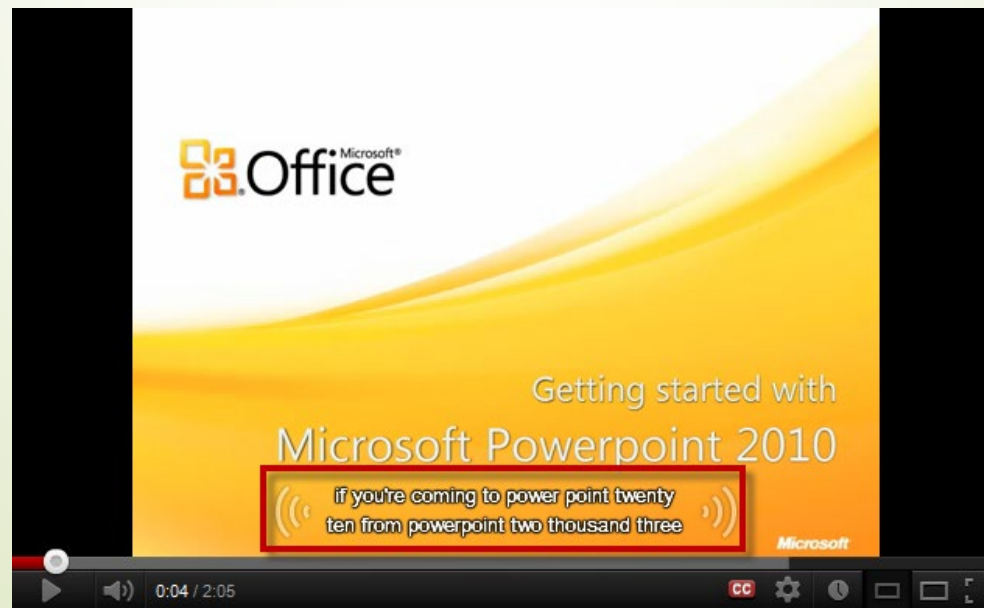 Microsoft®
Office
Getting started with
Microsoft Powerpoint 2010
if you're coming to power point twenty
ten from powerpoint two thousand three
Microsoft
0:04 / 2:05
CC